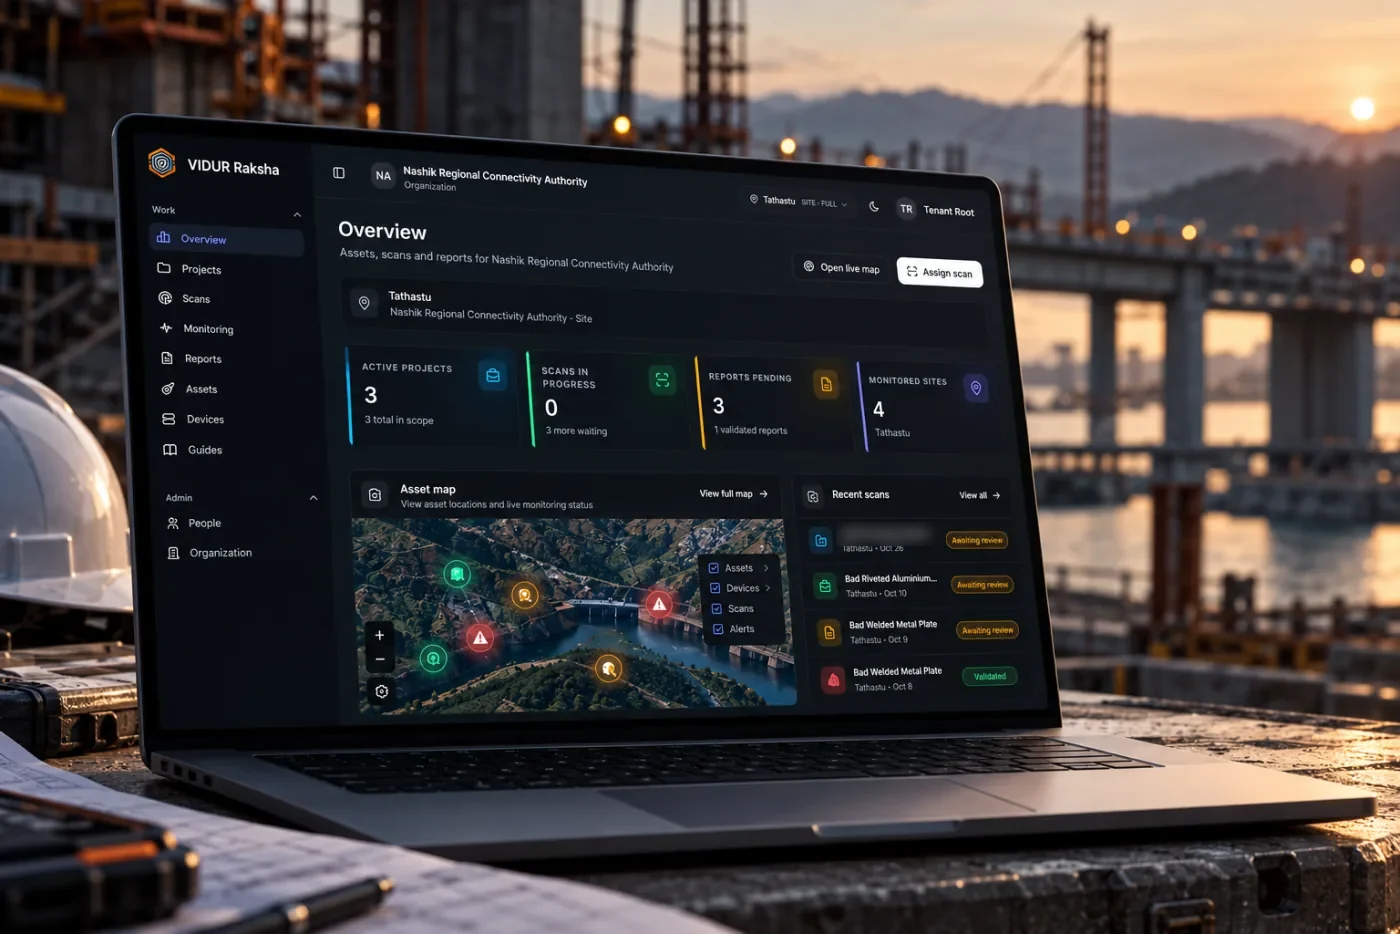 VIDUR Raksha
Work
Overview
Projects
Scans
Monitoring
Reports
Assets
Devices
Guides
Admin
People
Organization
NA
Nashik Regional Connectivity Authority
Organization
Tathastu SITE - FULL
TR
Tenant Root
Overview
Assets, scans and reports for Nashik Regional Connectivity Authority
Open live map
Assign scan
Tathastu
Nashik Regional Connectivity Authority - Site
ACTIVE PROJECTS
3
3 total in scope
SCANS IN
PROGRESS
0
3 more waiting
REPORTS PENDING
3
1 validated reports
MONITORED SITES
4
Tathastu
Asset map
View asset locations and live monitoring status
View full map →
Assets
Devices
Scans
Alerts
Recent scans
View all →
Tathastu • Oct 26
Awaiting review
Bad Riveted Aluminium...
Tathastu • Oct 10
Awaiting review
Bad Welded Metal Plate
Tathastu • Oct 9
Awaiting review
Bad Welded Metal Plate
Tathastu • Oct 8
Validated